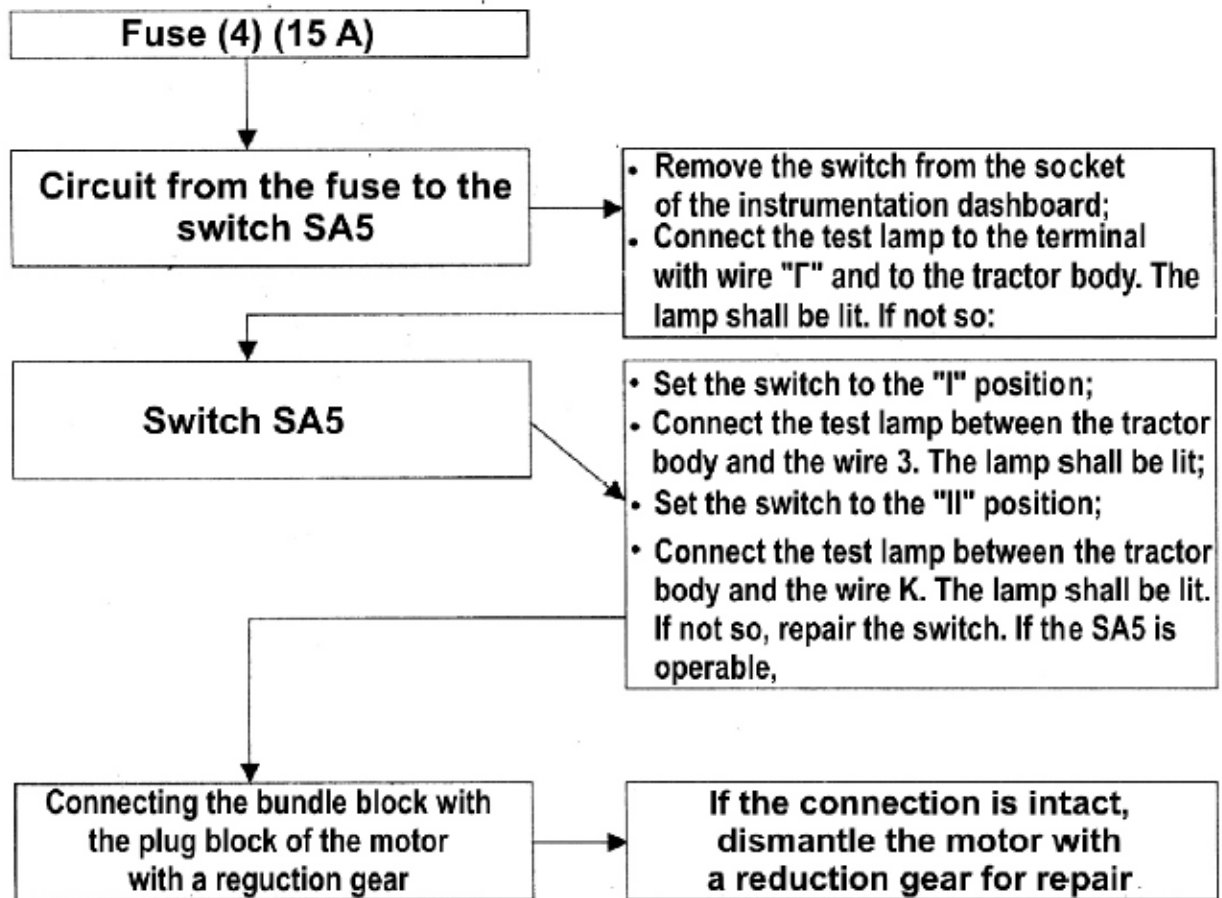 Fuse (4) (15 A)
Circuit from the fuse to the
switch SA5
• Remove the switch from the socket
of the instrumentation dashboard;
• Connect the test lamp to the terminal
with wire "Г" and to the tractor body. The
lamp shall be lit. If not so:
Switch SA5
• Set the switch to the "I" position;
• Connect the test lamp between the tractor
body and the wire 3. The lamp shall be lit;
• Set the switch to the "II" position;
• Connect the test lamp between the tractor
body and the wire K. The lamp shall be lit.
If not so, repair the switch. If the SA5 is
operable,
Connecting the bundle block with
the plug block of the motor
with a reguction gear
If the connection is intact,
dismantle the motor with
a reduction gear for repair